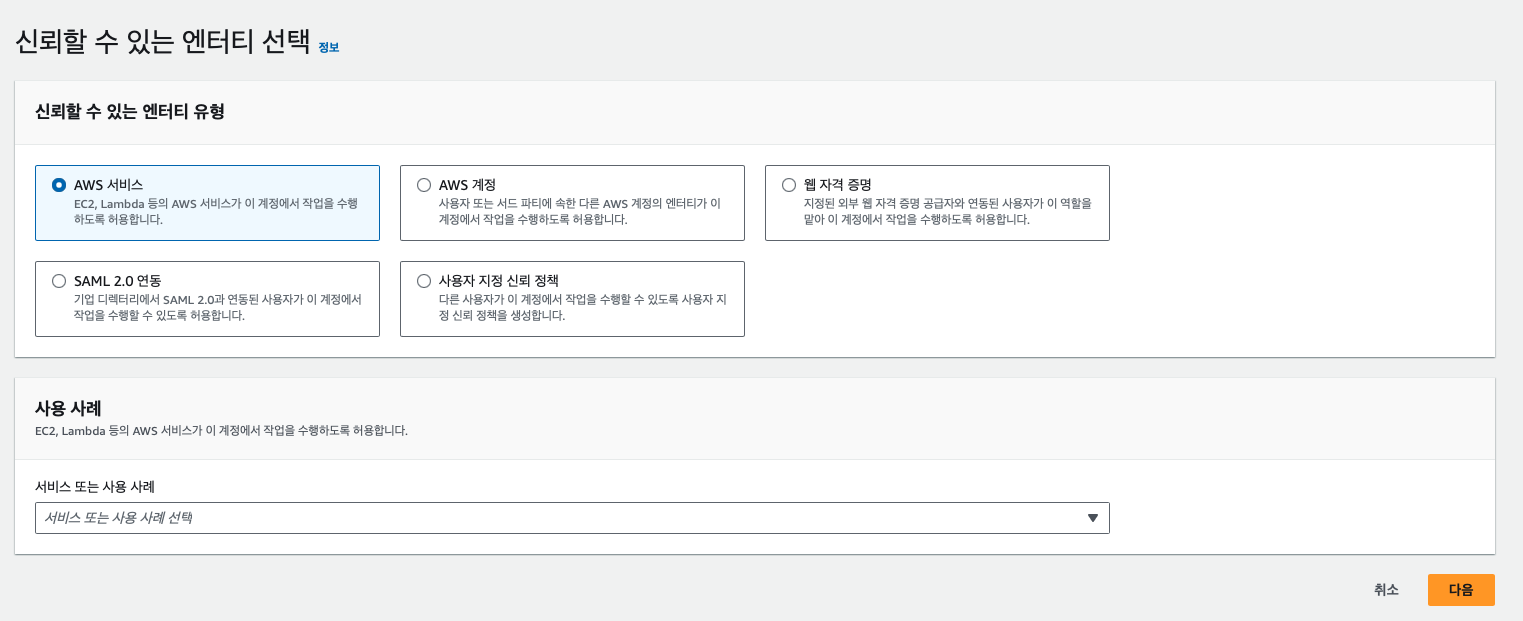 신뢰할 수 있는 엔터티 선택 정보
신뢰할 수 있는 엔터티 유형
AWS 서비스
EC2, Lambda 등의 AWS 서비스가 이 계정에서 작업을 수행
하도록 허용합니다.
AWS 계정
사용자 또는 서드 파티에 속한 다른 AWS 계정의 엔터티가 이
계정에서 작업을 수행하도록 허용합니다.
웹 자격 증명
지정된 외부 웹 자격 증명 공급자와 연동된 사용자가 이 역할을
맡아 이 계정에서 작업을 수행하도록 허용합니다.
SAML 2.0 연동
기업 디렉터리에서 SAML 2.0과 연동된 사용자가 이 계정에서
작업을 수행할 수 있도록 허용합니다.
사용자 지정 신뢰 정책
다른 사용자가 이 계정에서 작업을 수행할 수 있도록 사용자 지
정 신뢰 정책을 생성합니다.
사용 사례
EC2, Lambda 등의 AWS 서비스가 이 계정에서 작업을 수행하도록 허용합니다.
서비스 또는 사용 사례
서비스 또는 사용 사례 선택
취소
다음